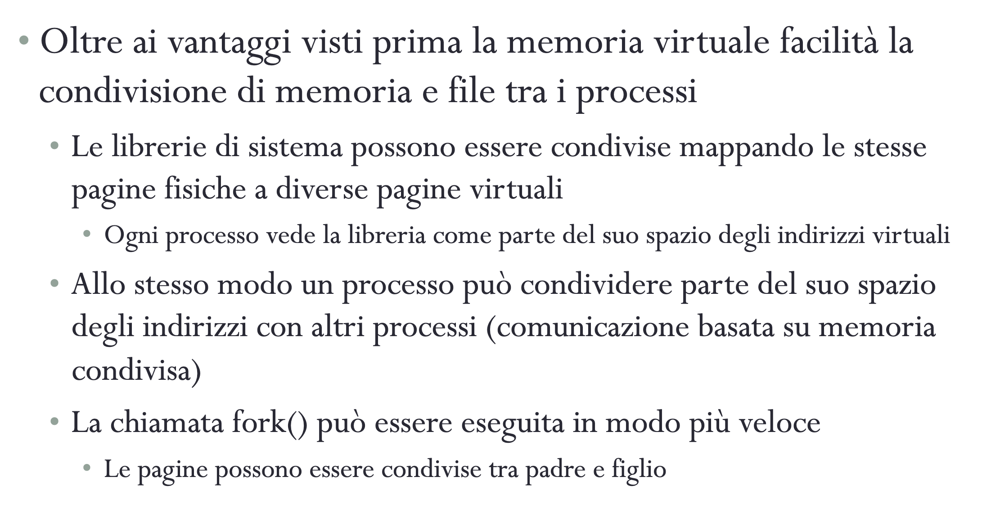 • Oltre ai vantaggi visti prima la memoria virtuale facilità la
condivisione di memoria e file tra i processi
• Le librerie di sistema possono essere condivise mappando le stesse
pagine fisiche a diverse pagine virtuali
• Ogni processo vede la libreria come parte del suo spazio degli indirizzi virtuali
• Allo stesso modo un processo può condividere parte del suo spazio
degli indirizzi con altri processi (comunicazione basata su memoria
condivisa)
• La chiamata fork() può essere eseguita in modo più veloce
• Le pagine possono essere condivise tra padre e figlio